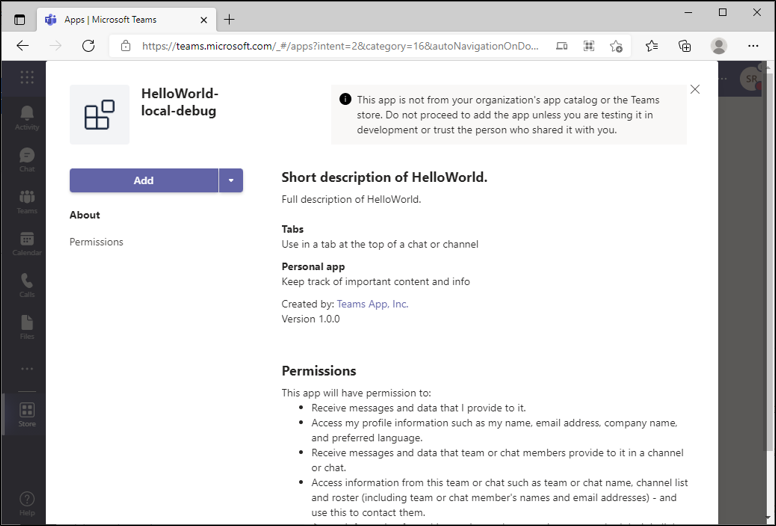 Apps | Microsoft Teams
https://teams.microsoft.com/_#/apps?intent=2&category=16&autoNavigationOnDo...
HelloWorld-
local-debug
This app is not from your organization's app catalog or the Teams
store. Do not proceed to add the app unless you are testing it in
development or trust the person who shared it with you.
SR
Activity
Chat
Teams
Calendar
Calls
Files
Store
Help
Add
About
Permissions
Short description of HelloWorld.
Full description of HelloWorld.
Tabs
Use in a tab at the top of a chat or channel
Personal app
Keep track of important content and info
Created by: Teams App, Inc.
Version 1.0.0
Permissions
This app will have permission to:
• Receive messages and data that I provide to it.
• Access my profile information such as my name, email address, company name,
and preferred language.
• Receive messages and data that team or chat members provide to it in a channel
or chat.
• Access information from this team or chat such as team or chat name, channel list
and roster (including team or chat member's names and email addresses) - and
use this to contact them.